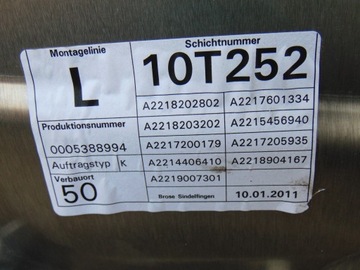 Montagelinie
L
Schichtnummer
10T252
Produktionsnummer
0005388994
Auftragstyp K
Verbauort
50
A2218202802 A2217601334
A2218203202 A2215456940
A2217200179 A2217205935
A2214406410 A2218904167
A2219007301
Brose Sindelfingen 10.01.2011